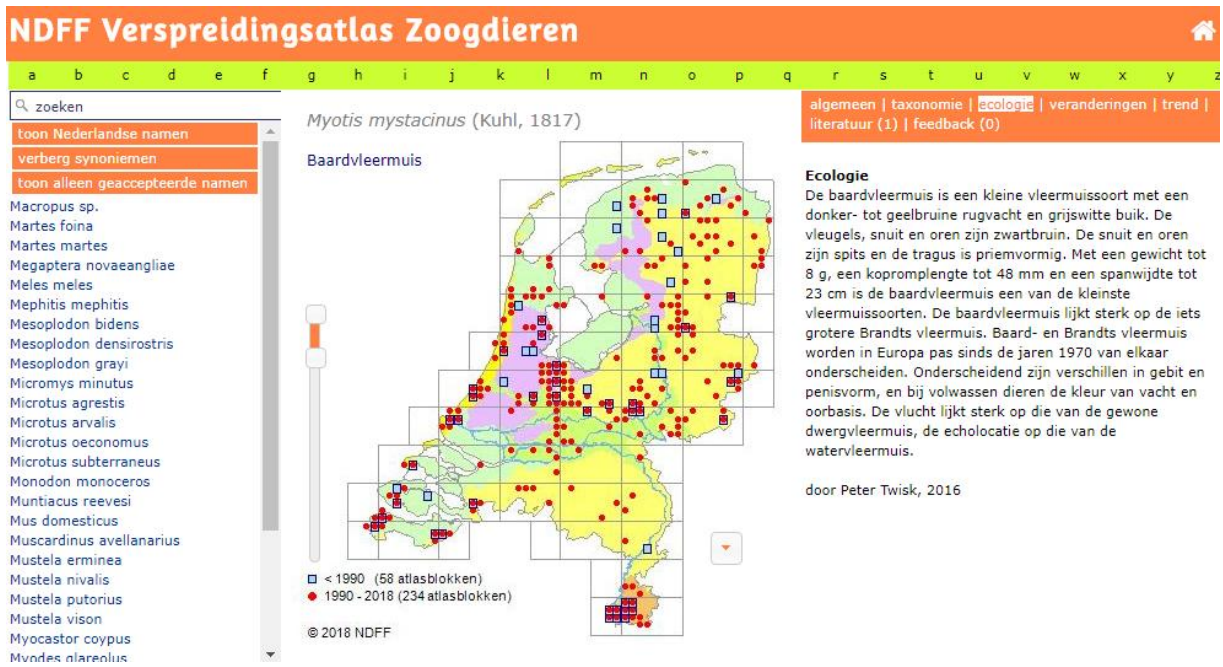 NDFF Verspreidingsatlas Zoogdieren
a b c d e f g h i j k l m n o p q r s t u v w x y z
zoeken
toon Nederlandse namen
verberg synoniemen
toon alleen geaccepteerde namen
Macropus sp.
Martes foina
Martes martes
Megaptera novaeangliae
Meles meles
Mephitis mephitis
Mesoplodon bidens
Mesoplodon densirostris
Mesoplodon grayi
Micromys minutus
Microtus agrestis
Microtus arvalis
Microtus oeconomus
Microtus subterraneus
Monodon monoceros
Muntiacus reevesi
Mus domesticus
Muscardinus avellanarius
Mustela erminea
Mustela nivalis
Mustela putorius
Mustela vison
Myocastor coypus
Myodes glareolus
Myotis mystacinus (Kuhl, 1817)
Baardvleermuis
< 1990 (58 atlasblokken)
1990 - 2018 (234 atlasblokken)
© 2018 NDFF
algemeen | taxonomie | ecologie | veranderingen | trend |
literatuur (1) | feedback (0)
Ecologie
De baardvleermuis is een kleine vleermuissoort met een
donker- tot geelbruine rugvacht en grijswitte buik. De
vleugels, snuit en oren zijn zwartbruin. De snuit en oren
zijn spits en de tragus is priemvormig. Met een gewicht tot
8 g, een kopromplengte tot 48 mm en een spanwijdte tot
23 cm is de baardvleermuis een van de kleinste
vleermuissoorten. De baardvleermuis lijkt sterk op de iets
grotere Brandts vleermuis. Baard- en Brandts vleermuis
worden in Europa pas sinds de jaren 1970 van elkaar
onderscheiden. Onderscheidend zijn verschillen in gebit en
penisvorm, en bij volwassen dieren de kleur van vacht en
oorbasis. De vlucht lijkt sterk op die van de gewone
dwergvleermuis, de echolocatie op die van de
watervleermuis.
door Peter Twisk, 2016